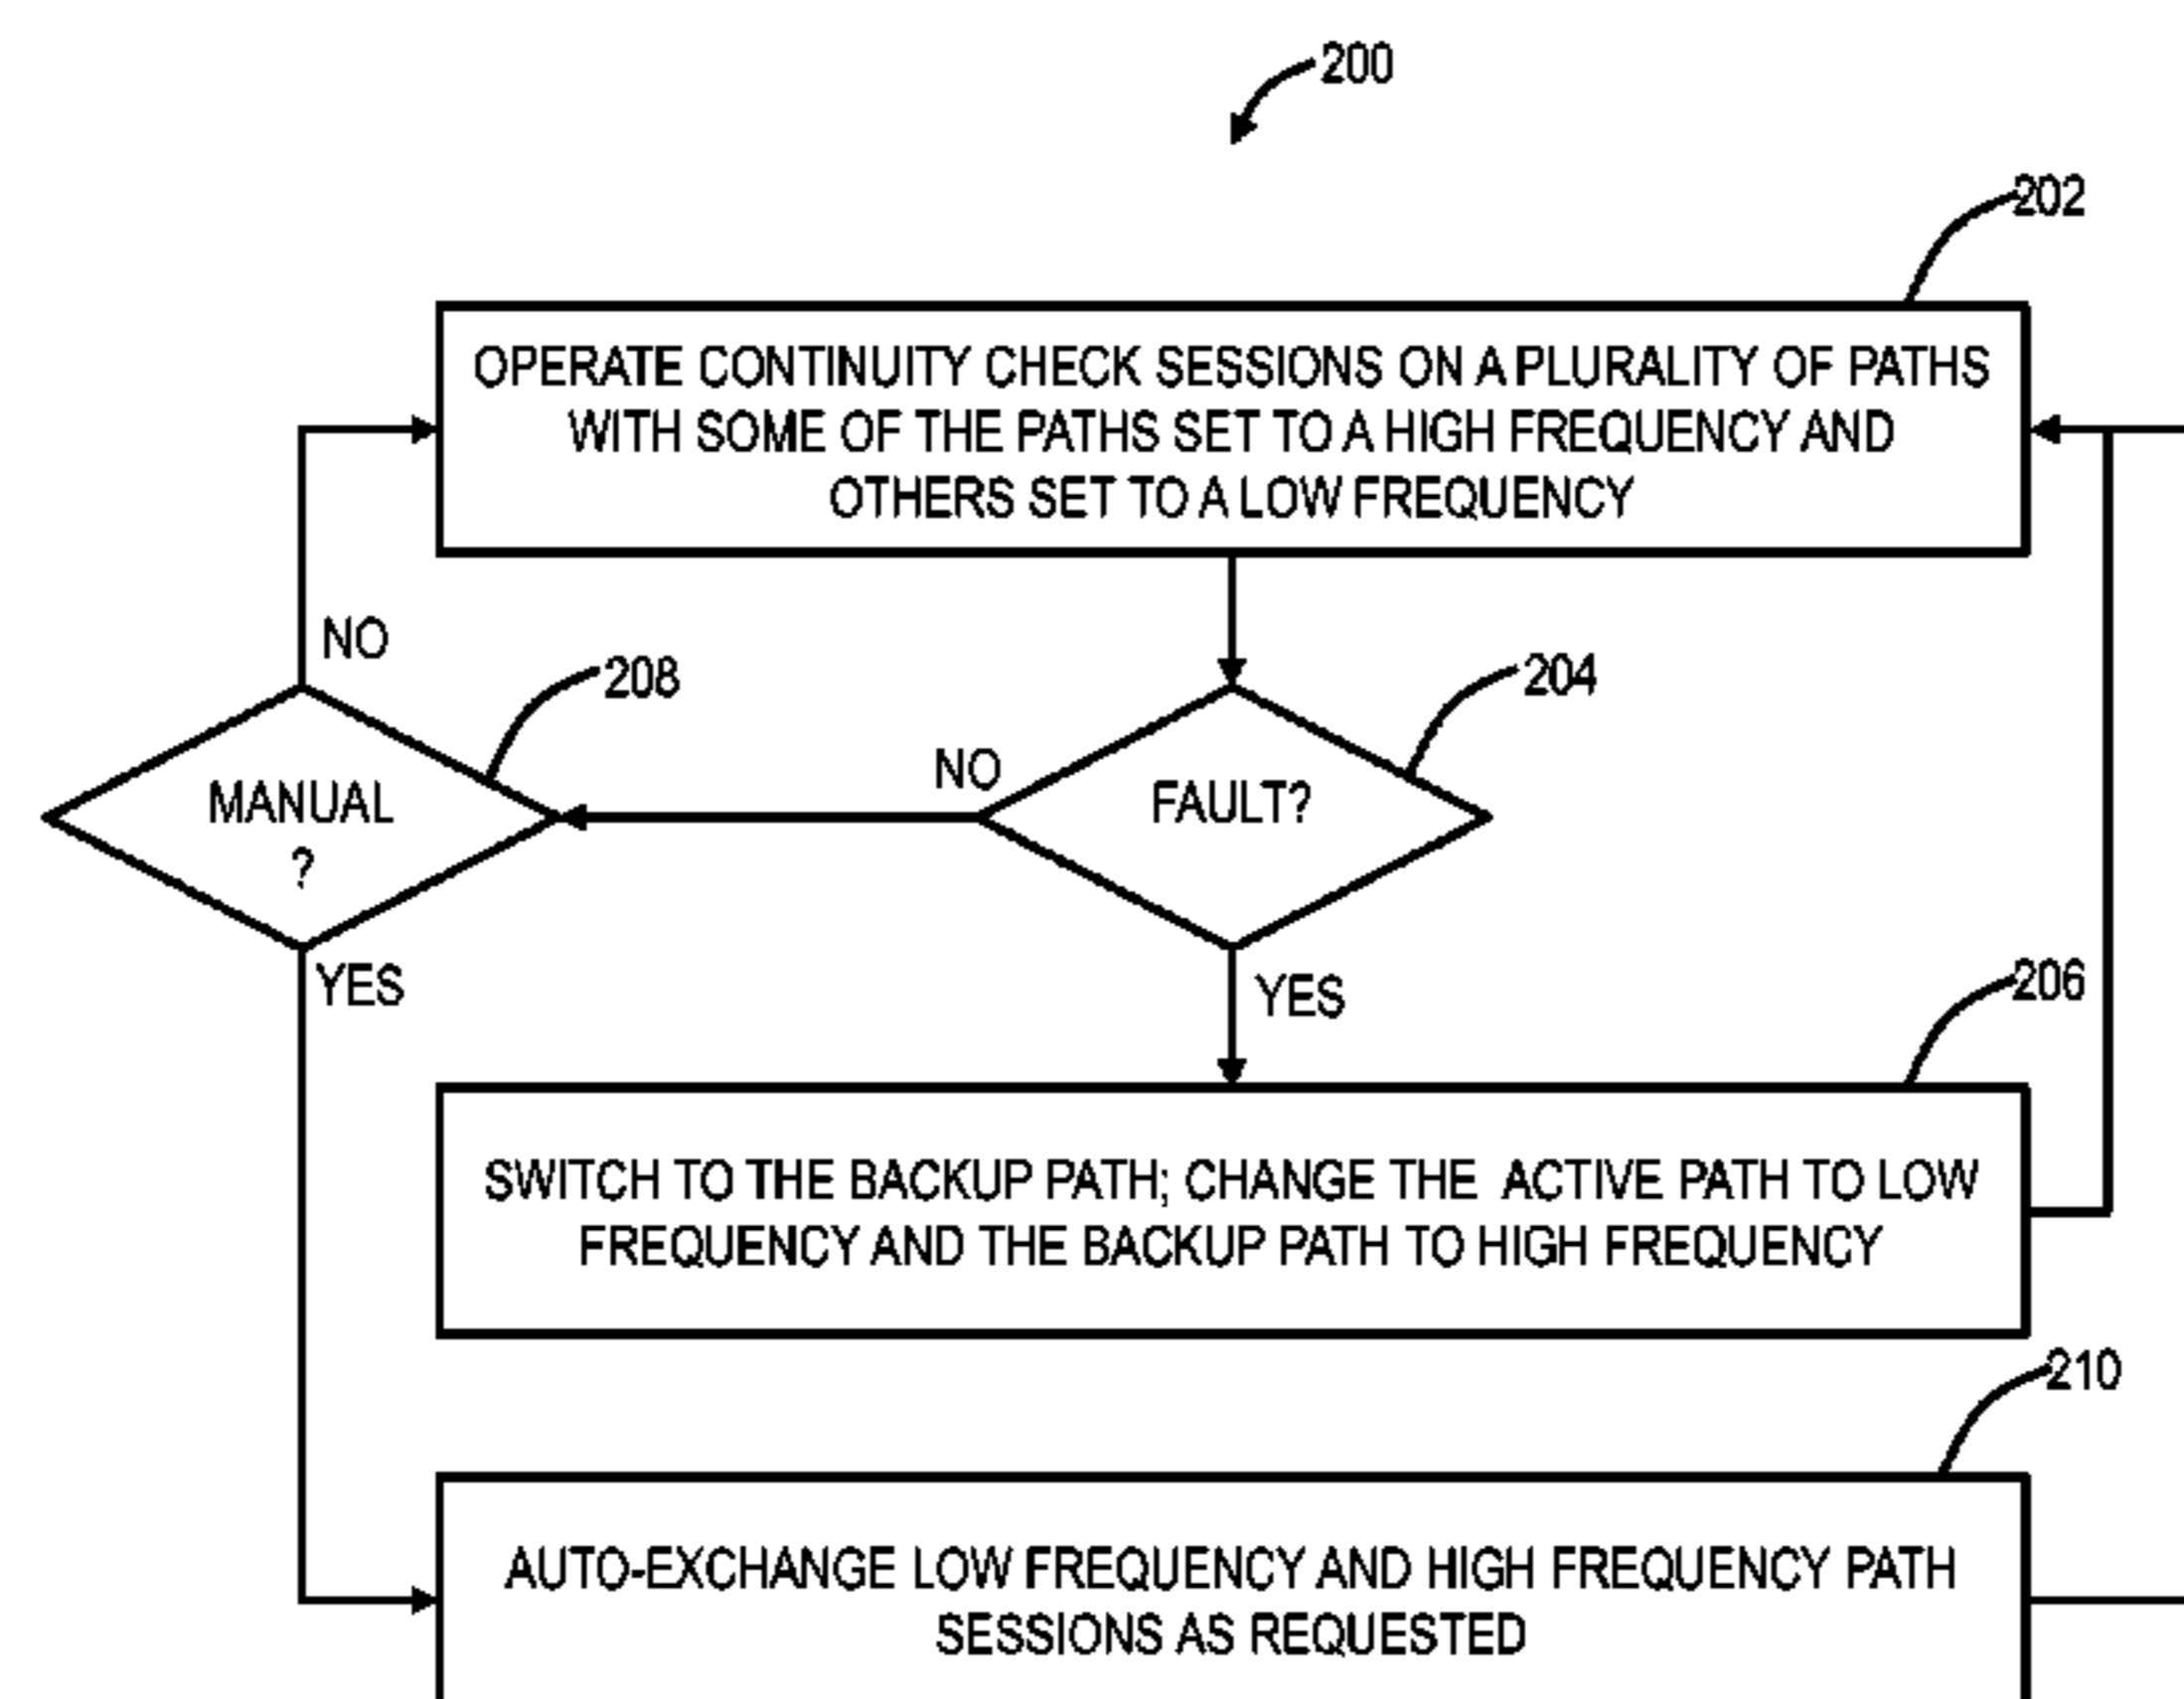 200
202
OPERATE CONTINUITY CHECK SESSIONS ON A PLURALITY OF PATHS
WITH SOME OF THE PATHS SET TO A HIGH FREQUENCY AND
OTHERS SET TO A LOW FREQUENCY
NO
208
204
NO
MANUAL
?
FAULT?
YES
YES
206
SWITCH TO THE BACKUP PATH; CHANGE THE ACTIVE PATH TO LOW
FREQUENCY AND THE BACKUP PATH TO HIGH FREQUENCY
210
AUTO-EXCHANGE LOW FREQUENCY AND HIGH FREQUENCY PATH
SESSIONS AS REQUESTED